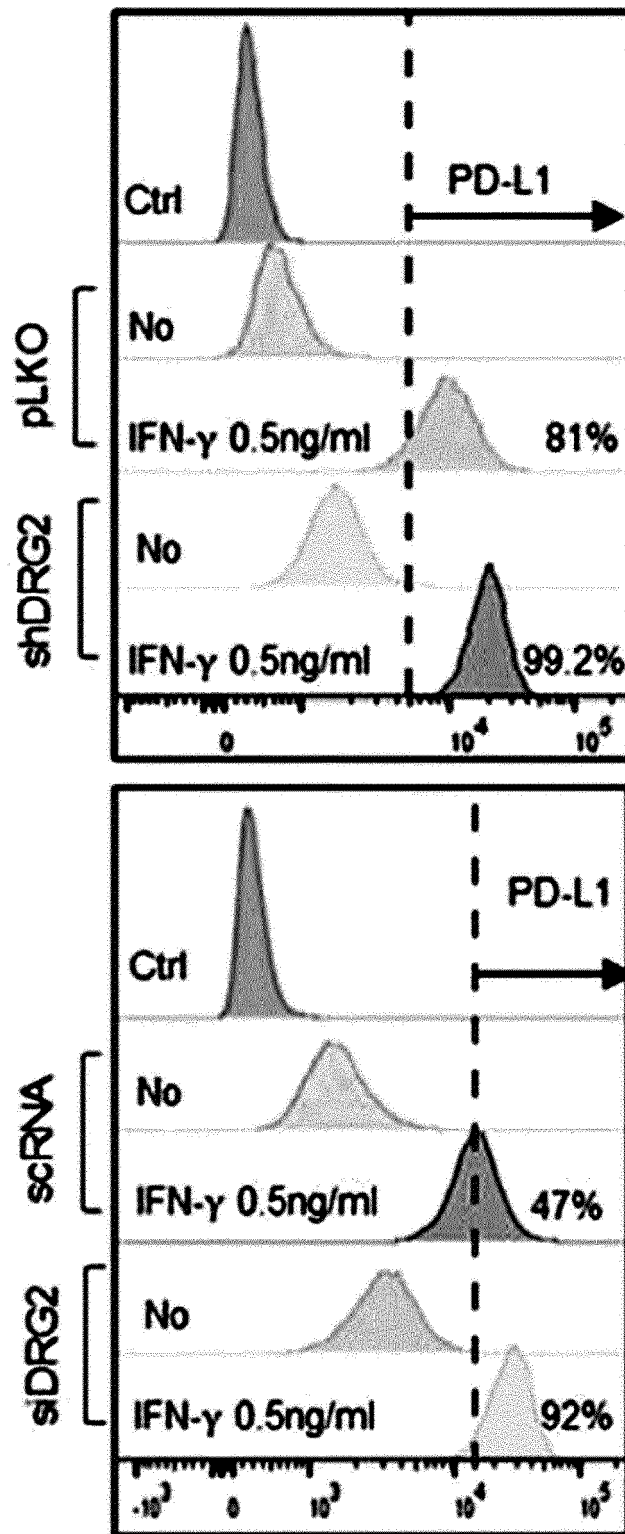 PD-L1
Ctrl
pLKO
No
IFN-γ 0.5ng/ml 81%
shDRG2
No
IFN-γ 0.5ng/ml 99.2%
0 10⁴ 10⁵
PD-L1
Ctrl
scRNA
No
IFN-γ 0.5ng/ml 47%
siDRG2
No
IFN-γ 0.5ng/ml 92%
-10³ 0 10³ 10⁴ 10⁵